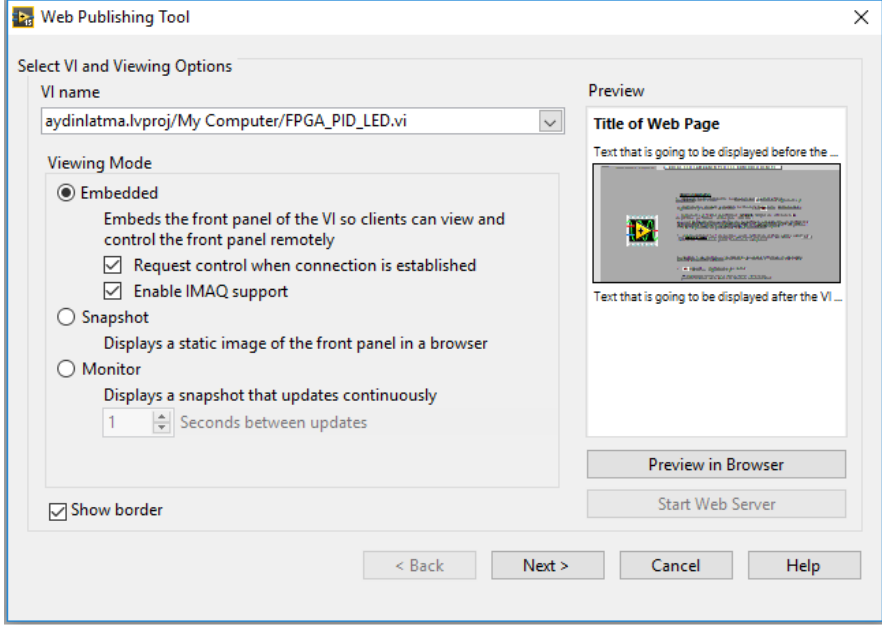 Web Publishing Tool
Select VI and Viewing Options
VI name
aydinlatma.lvproj/My Computer/FPGA_PID_LED.vi
Viewing Mode
Embedded
Embeds the front panel of the VI so clients can view and
control the front panel remotely
Request control when connection is established
Enable IMAQ support
Snapshot
Displays a static image of the front panel in a browser
Monitor
Displays a snapshot that updates continuously
1 Seconds between updates
Show border
Preview
Title of Web Page
Text that is going to be displayed before the ...
Text that is going to be displayed after the VI ...
Preview in Browser
Start Web Server
< Back Next > Cancel Help